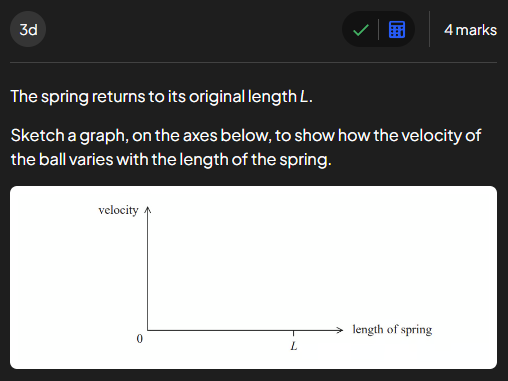 3d
4 marks
The spring returns to its original length L.
Sketch a graph, on the axes below, to show how the velocity of
the ball varies with the length of the spring.
velocity
length of spring
0
L